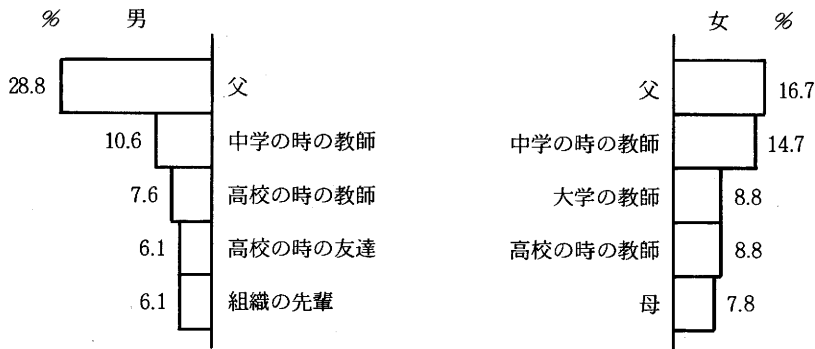 % 男 女 %
28.8 父 父 16.7
10.6 中学の時の教師 中学の時の教師 14.7
7.6 高校の時の教師 大学の教師 8.8
6.1 高校の時の友達 高校の時の教師 8.8
6.1 組織の先輩 母 7.8